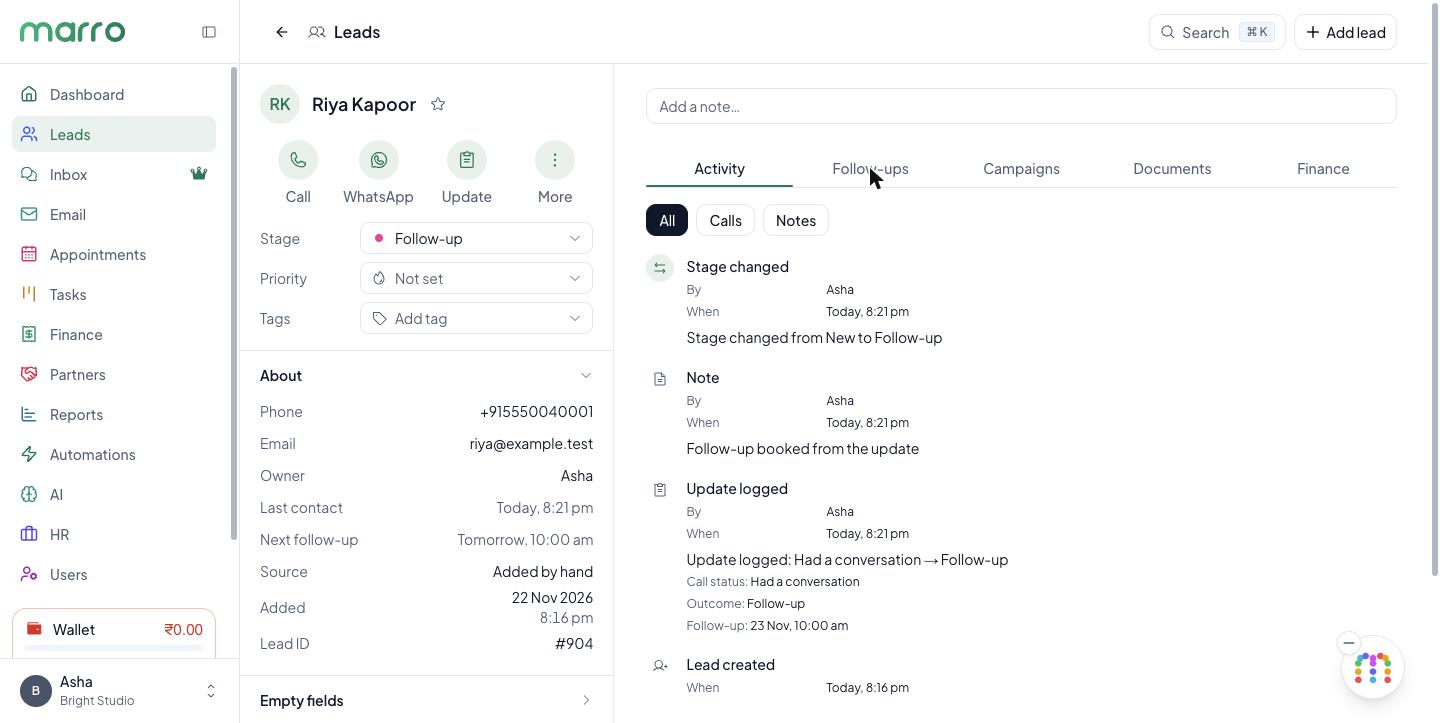 marro
Leads
Search ⌘ K
Add lead
Dashboard
Leads
Inbox
Email
Appointments
Tasks
Finance
Partners
Reports
Automations
AI
HR
Users
Wallet ₹0.00
B
Asha
Bright Studio
RK
Riya Kapoor
Call WhatsApp Update More
Stage Follow-up
Priority Not set
Tags Add tag
About
Phone +915550040001
Email riya@example.test
Owner Asha
Last contact Today, 8:21 pm
Next follow-up Tomorrow, 10:00 am
Source Added by hand
Added 22 Nov 2026
8:16 pm
Lead ID #904
Empty fields
Add a note...
Activity Follow-ups Campaigns Documents Finance
All Calls Notes
Stage changed
By Asha
When Today, 8:21 pm
Stage changed from New to Follow-up
Note
By Asha
When Today, 8:21 pm
Follow-up booked from the update
Update logged
By Asha
When Today, 8:21 pm
Update logged: Had a conversation → Follow-up
Call status: Had a conversation
Outcome: Follow-up
Follow-up: 23 Nov, 10:00 am
Lead created
When Today, 8:16 pm